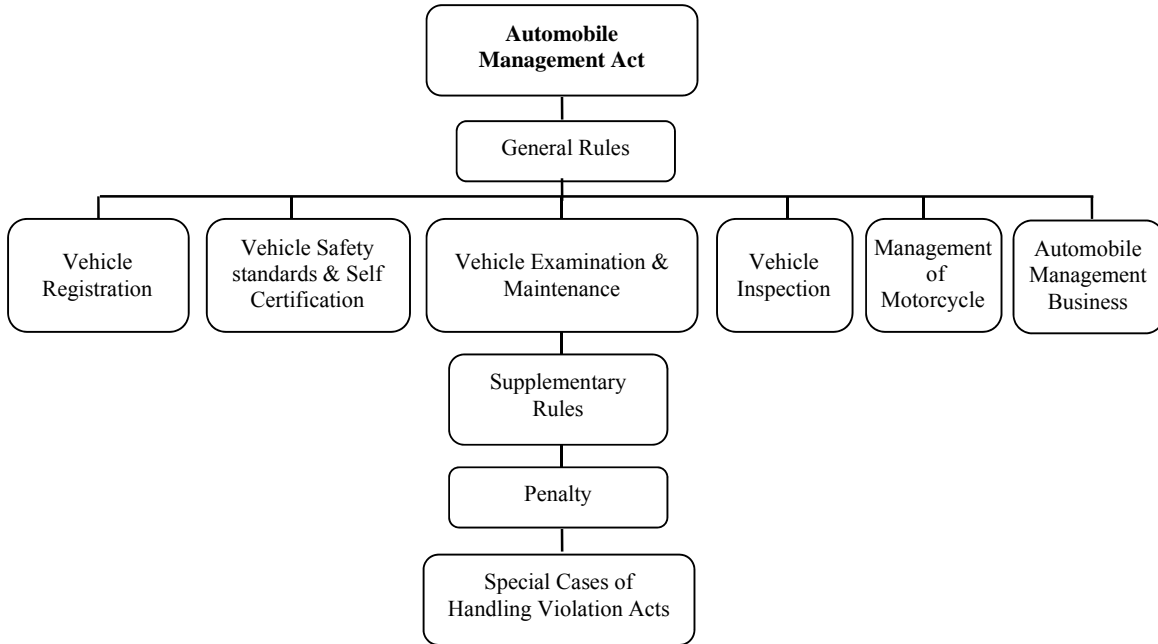 Automobile
Management Act
General Rules
Vehicle
Registration
Vehicle Safety
standards & Self
Certification
Vehicle Examination &
Maintenance
Vehicle
Inspection
Management
of
Motorcycle
Automobile
Management
Business
Supplementary
Rules
Penalty
Special Cases of
Handling Violation Acts